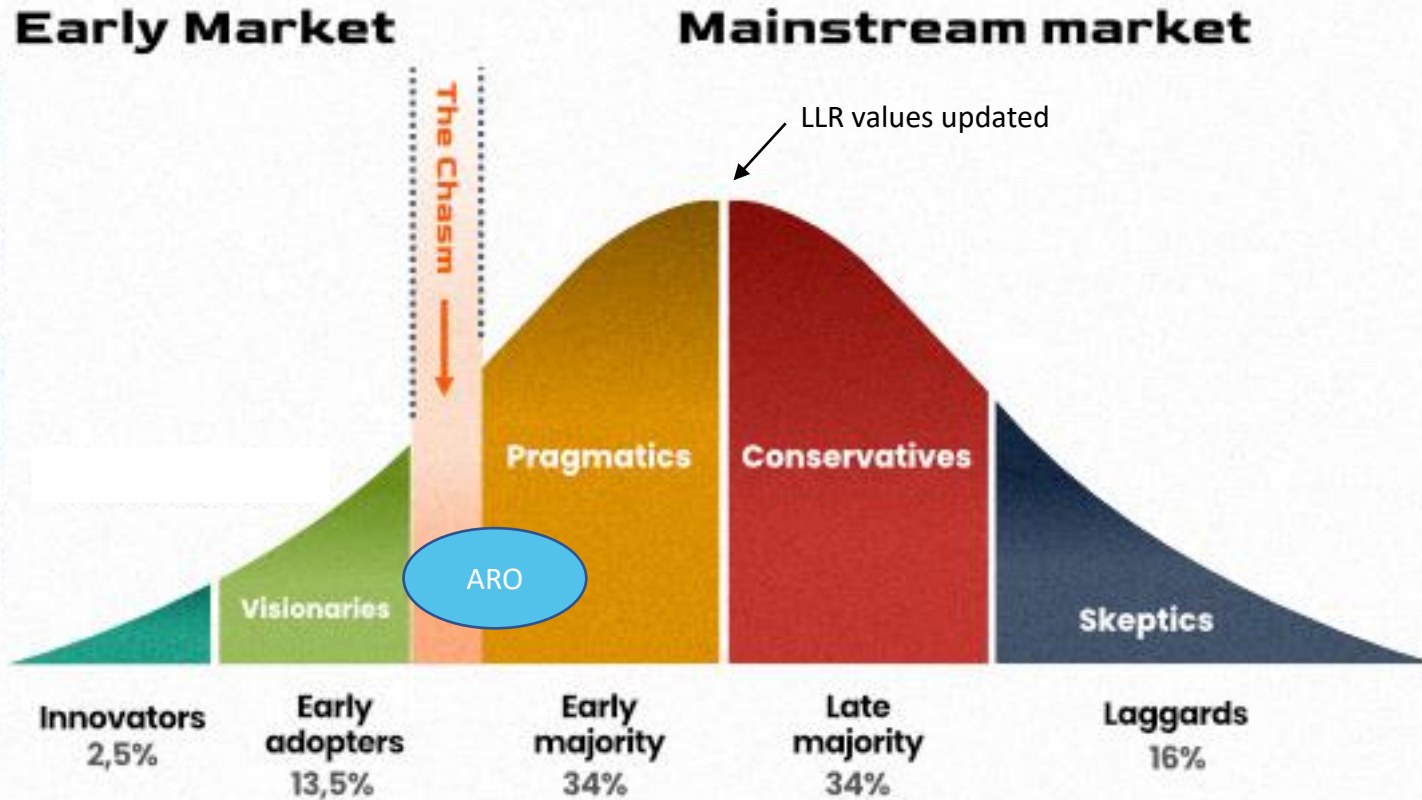 Early Market
Mainstream market
The Chasm
LLR values updated
Pragmatics
Conservatives
ARO
Visionaries
Skeptics
Innovators
2,5%
Early
adopters
13,5%
Early
majority
34%
Late
majority
34%
Laggards
16%